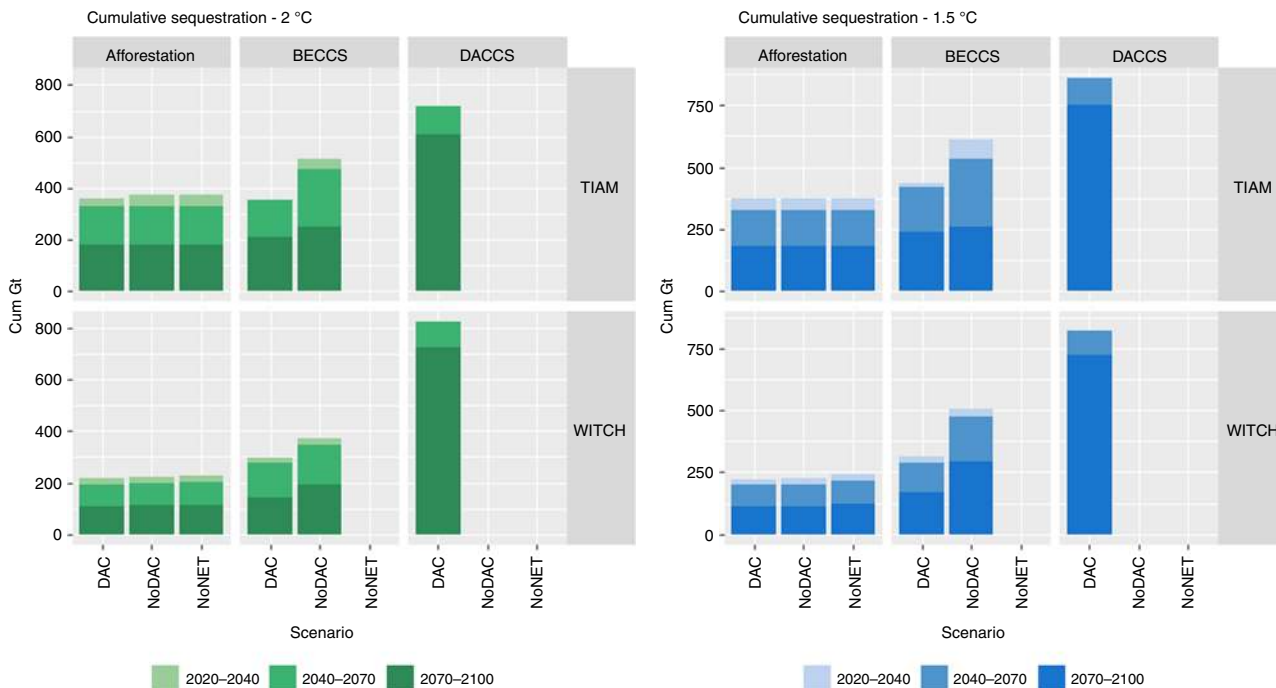 Cumulative sequestration - 2 °C
Afforestation
BECCS
DACCS
800
600
400
200
0
TIAM
Cum Gt
800
600
400
200
0
WITCH
DAC
NoDAC
NoNET
DAC
NoDAC
NoNET
DAC
NoDAC
NoNET
Scenario
2020–2040
2040–2070
2070–2100
Cumulative sequestration - 1.5 °C
Afforestation
BECCS
DACCS
750
500
250
0
TIAM
Cum Gt
750
500
250
0
WITCH
DAC
NoDAC
NoNET
DAC
NoDAC
NoNET
DAC
NoDAC
NoNET
Scenario
2020–2040
2040–2070
2070–2100